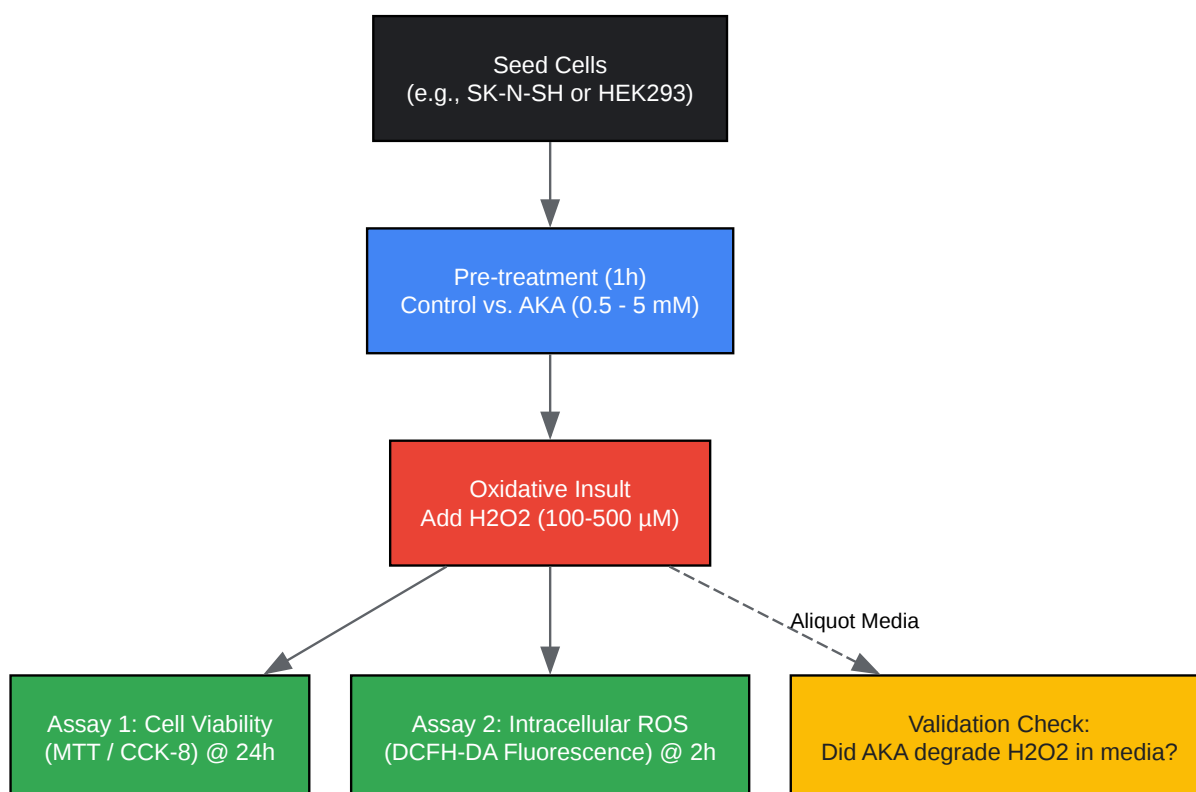 Seed Cells
(e.g., SK-N-SH or HEK293)
Pre-treatment (1h)
Control vs. AKA (0.5 - 5 mM)
Oxidative Insult
Add H2O2 (100-500 µM)
Aliquot Media
Assay 1: Cell Viability
(MTT / CCK-8) @ 24h
Assay 2: Intracellular ROS
(DCFH-DA Fluorescence) @ 2h
Validation Check:
Did AKA degrade H2O2 in media?